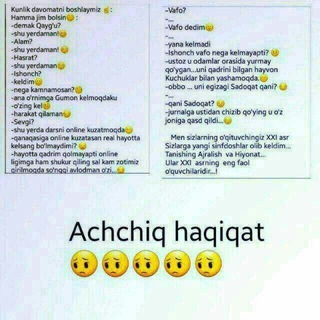 Kunlik davomatni boshlaymiz ☝️:
Hamma jim bolsin😊 :
-demak Qayg'u?
-shu yerdaman!😊
-Alam?
-shu yerdaman!😊
-Hasrat?
-shu yerdaman😊
-Ishonch?
-keldim😊
-nega kamnamosan?😊
-ana o'rnimga Gumon kelmoqdaku
-o'zing kel😊
-harakat qilaman😊
-Sevgi?
-shu yerda darsni online kuzatmoqda😊
-qanaqasiga online kuzatasan real hayotta
kelsang bo'lmaydimi? 😊
-hayotta qadrim qolmayapti online
ligimga ham shukur qiling sal kam zotimiz
qirilmoqda so'nggi avlodman o'zi...😊
-Vafo?
-...
-Vafo dedim😊
-...
-yana kelmadi
-Ishonch vafo nega kelmayapti? 😊
-ustoz u odamlar orasida yurmay
qo'ygan...uni qadrini bilgan hayvon
Kuchuklar bilan yashamoqda.😊
-obbo ... uni egizagi Sadoqat qani? 😊
-...
-qani Sadoqat? 😊
-jurnalga ustidan chizib qo'ying u o'z
joniga qasd qildi...😊
Men sizlarning o'qituvchingiz XXI asr
Sizlarga yangi sinfdoshlar olib keldim...
Tanishing Ajralish va Hiyonat...
Ular XXI asrning eng faol
o'quvchilaridir...!
Achchiq haqiqat
😔😔😔😔😔